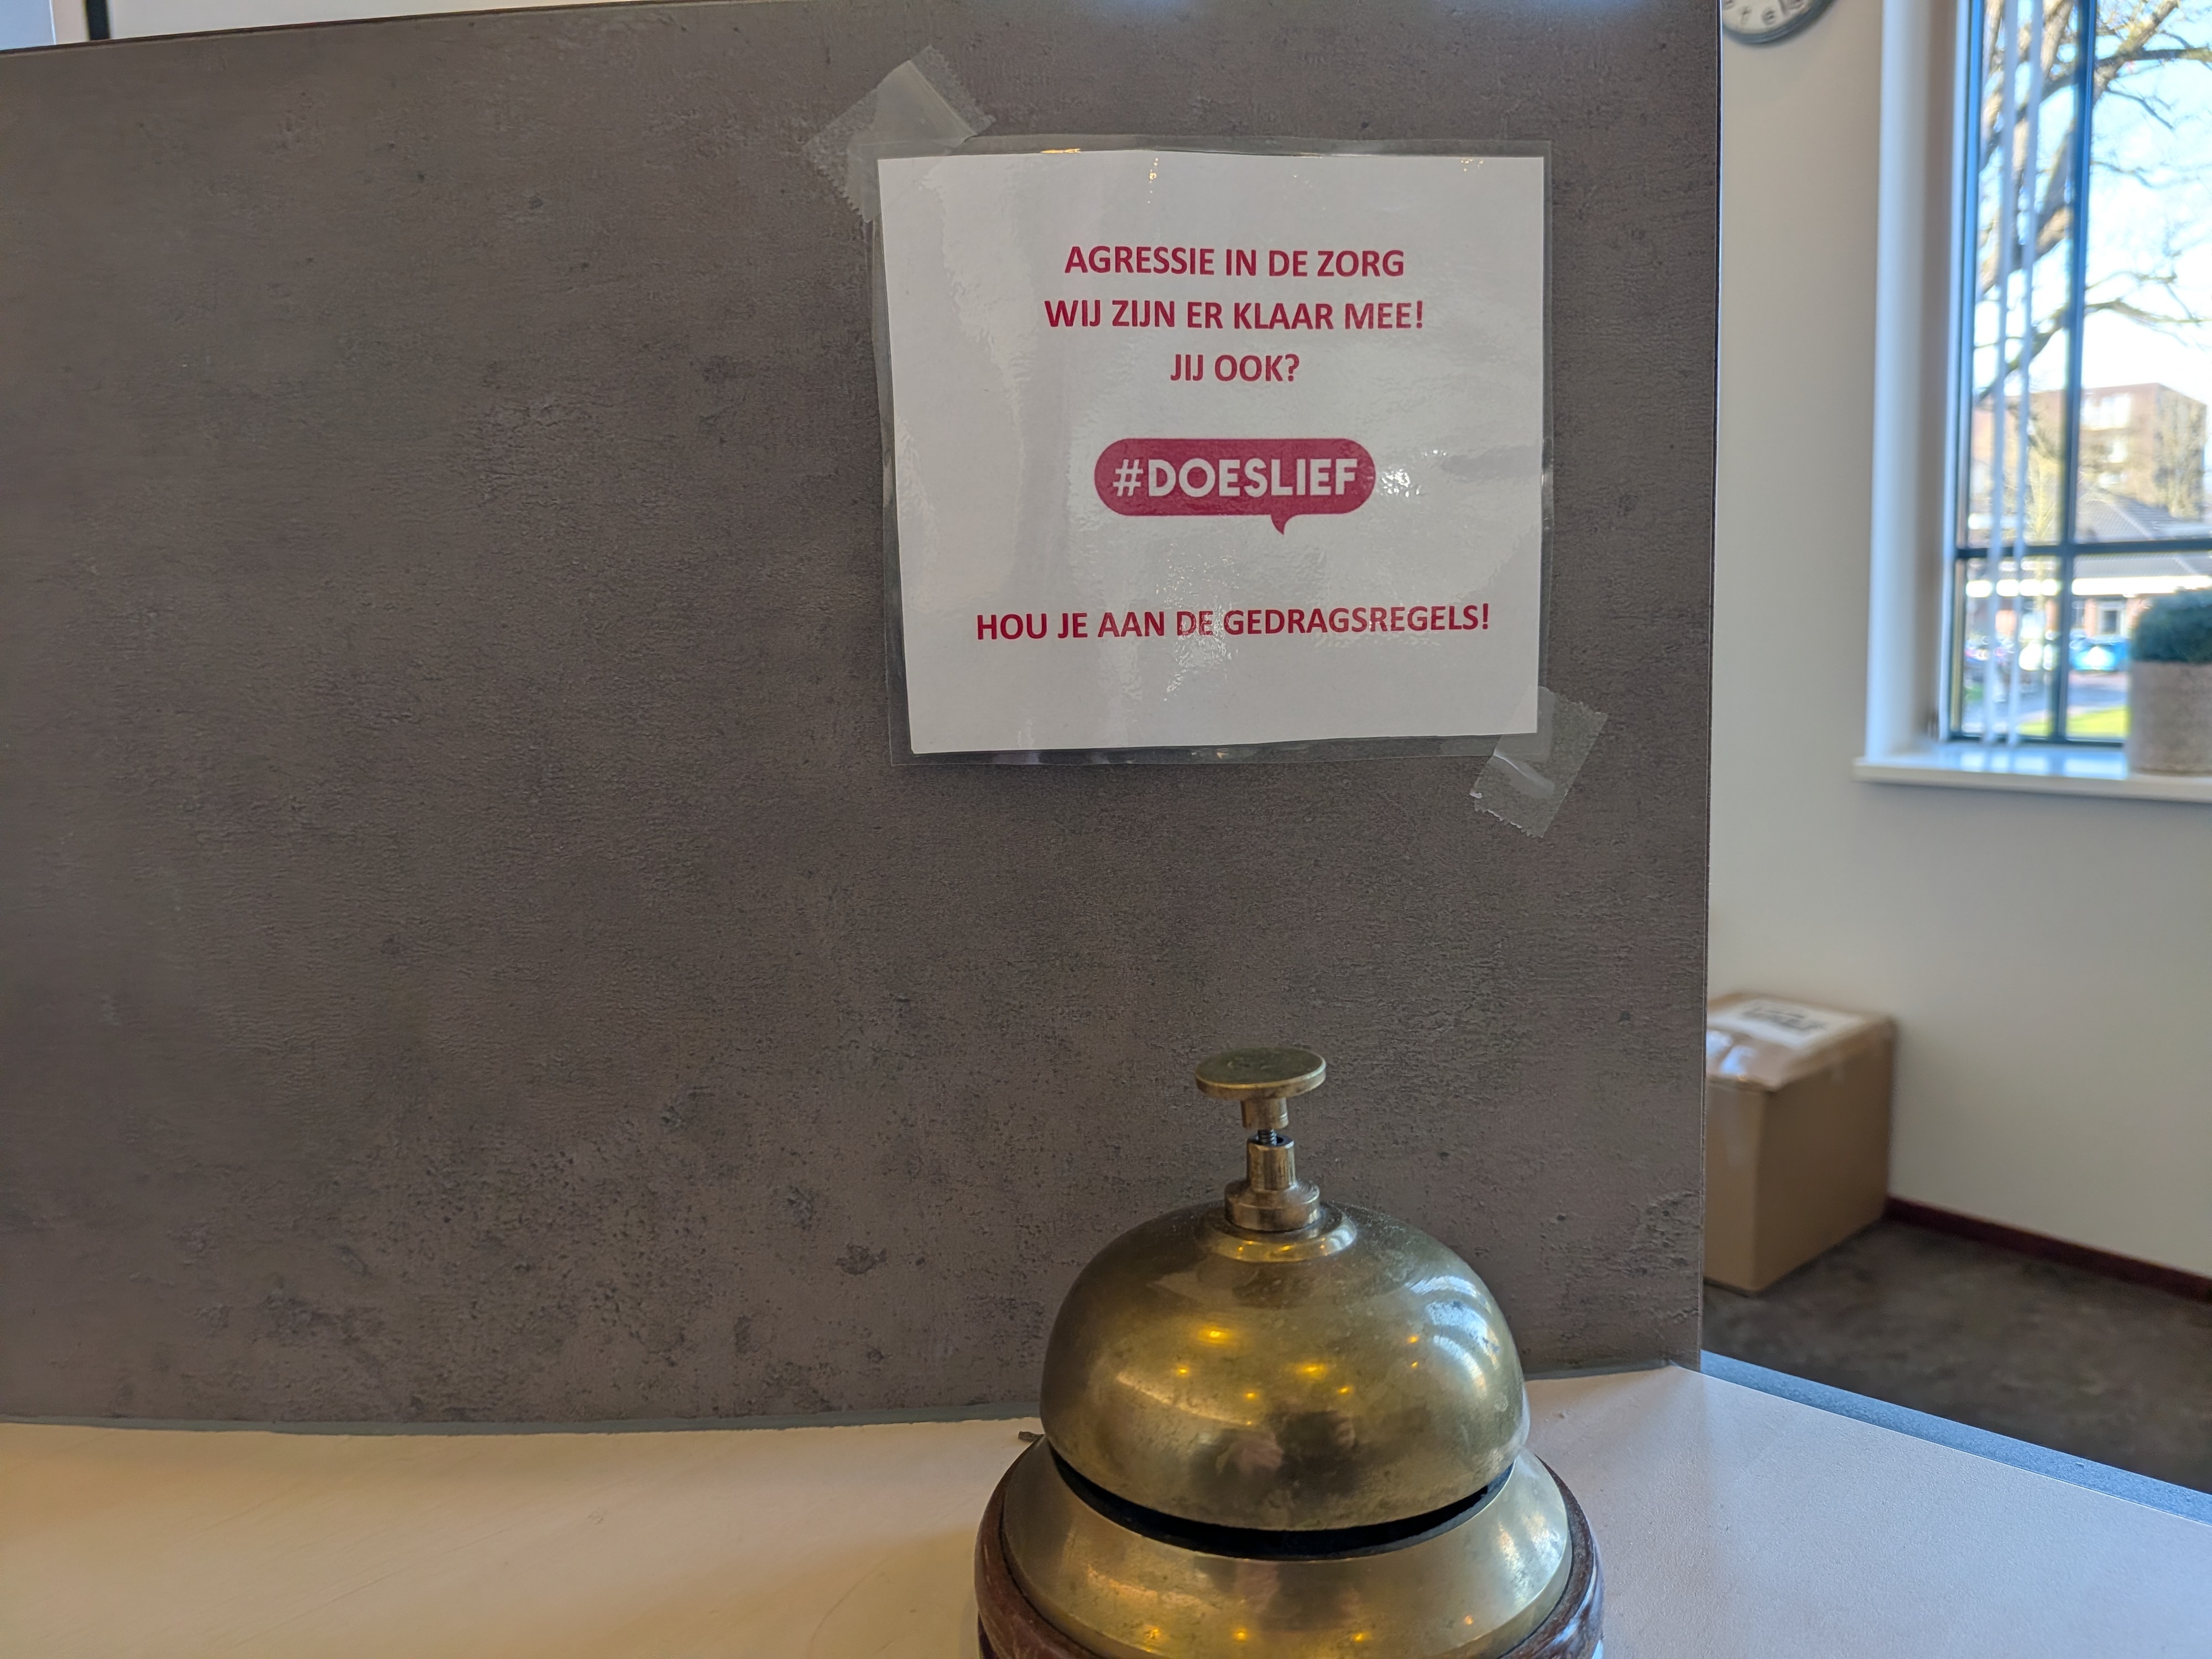 AGRESSIE IN DE ZORG
WIJ ZIJN ER KLAAR MEE!
JIJ OOK?
#DOESLIEF
HOU JE AAN DE GEDRAGSREGELS!